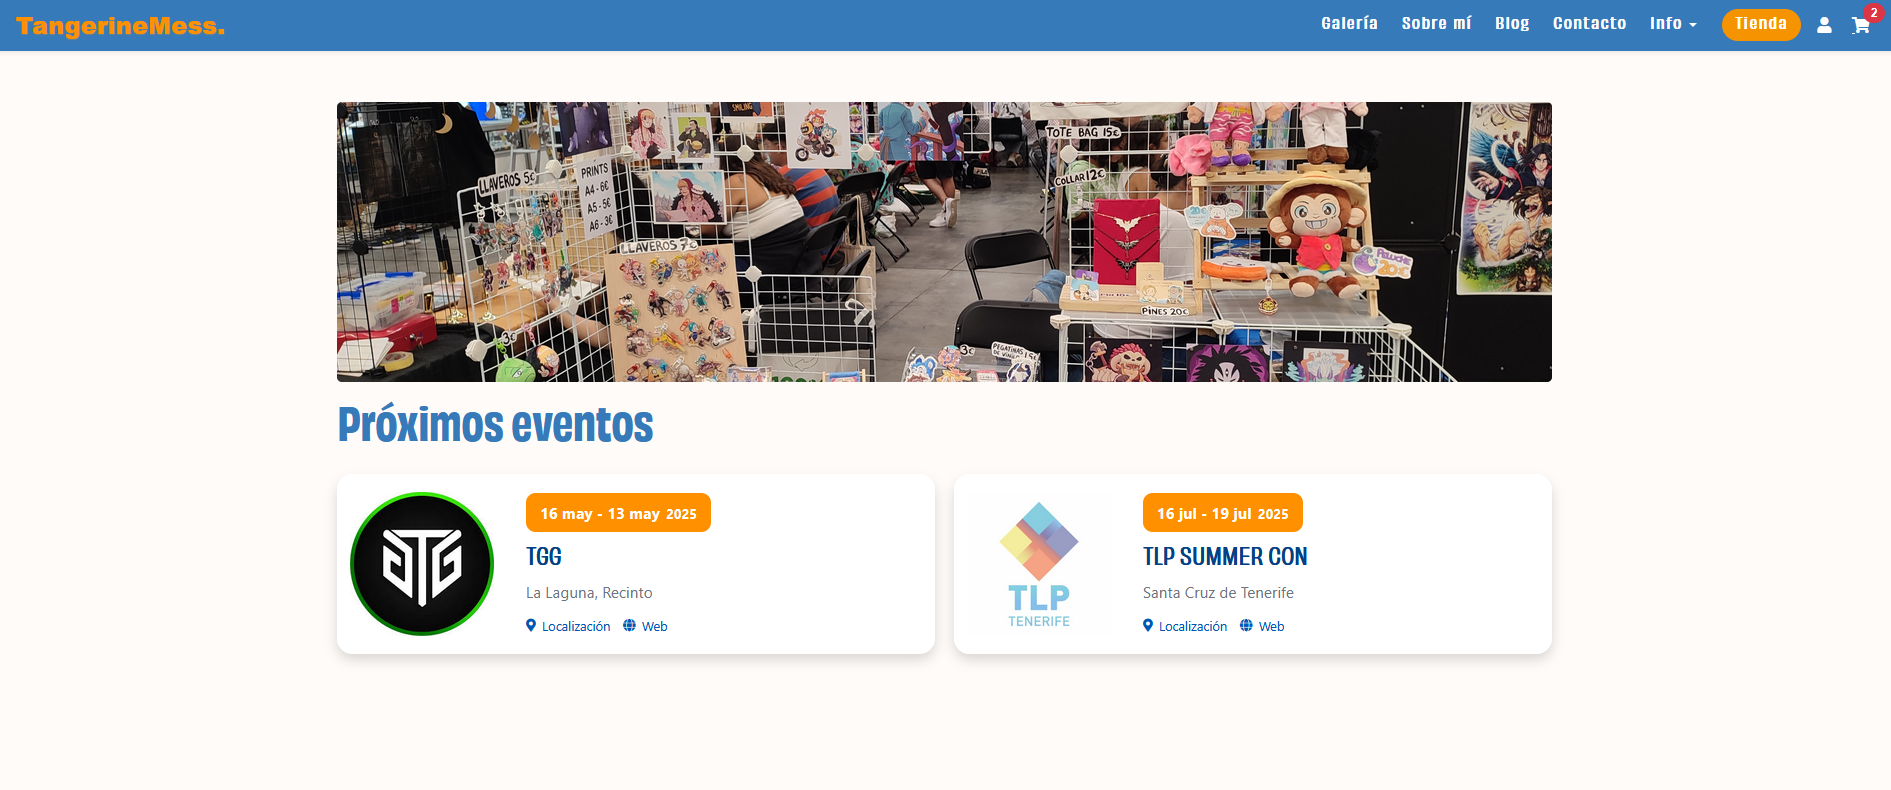 TangerineMess.
Galería Sobre mí Blog Contacto Info Tienda 2
TOTE BAG 15€
LLAVEROS 5€
PRINTS
A4 - 6€
A5 - 5€
A6 - 3€
COLLAR 12€
LLAVEROS 7€
PELUCHE
20€
PINES 20€
3€
3€
PEGATINAS
DE VINILO 1,5€
Próximos eventos
16 may - 13 may 2025
TGG
La Laguna, Recinto
Localización Web
TLP
TENERIFE
16 jul - 19 jul 2025
TLP SUMMER CON
Santa Cruz de Tenerife
Localización Web